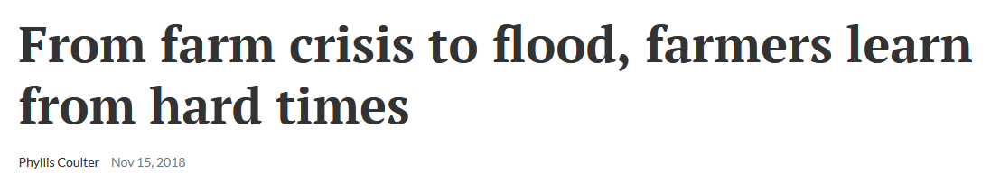 From farm crisis to flood, farmers learn
from hard times
Phyllis Coulter Nov 15, 2018